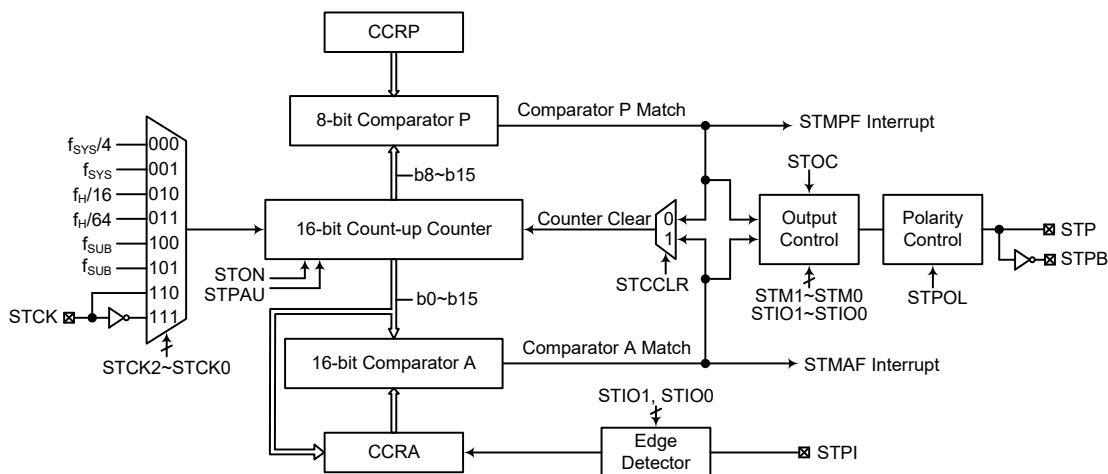 CCRP
8-bit Comparator P
Comparator P Match
STMPF Interrupt
b8~b15
fSYS/4
000
fSYS
001
fH/16
010
fH/64
011
fSUB
100
fSUB
101
110
111
STCK
STCK2~STCK0
16-bit Count-up Counter
STON
STPAU
Counter Clear
0
1
STCCLR
STOC
Output
Control
STM1~STM0
STIO1~STIO0
Polarity
Control
STPOL
STP
STPB
b0~b15
16-bit Comparator A
Comparator A Match
STMAF Interrupt
STIO1, STIO0
CCRA
Edge
Detector
STPI